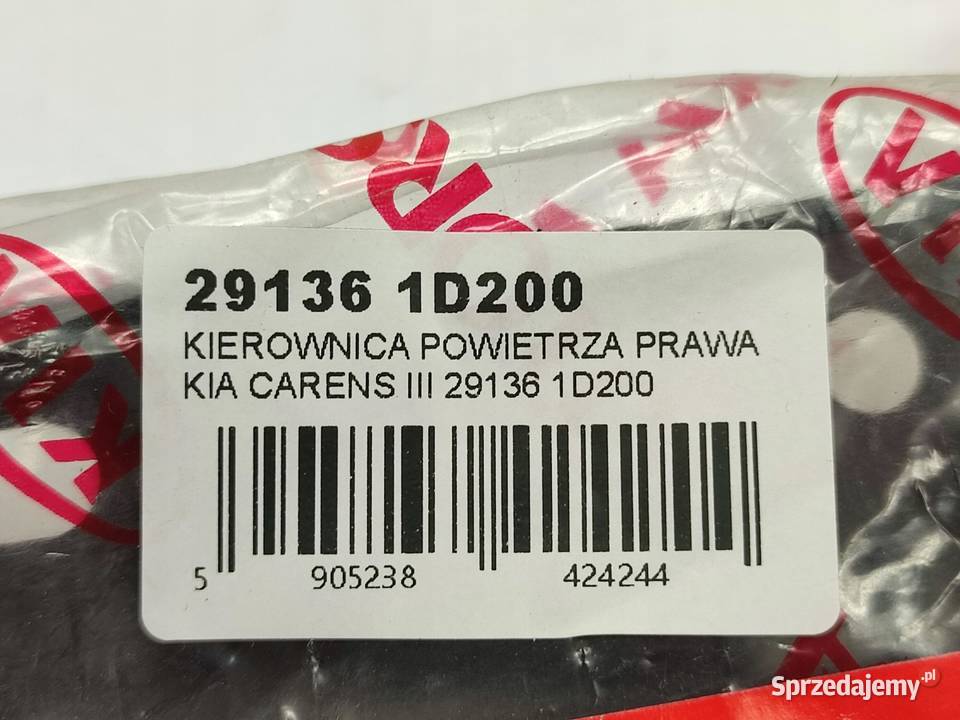 29136 1D200
KIEROWNICA POWIETRZA PRAWA
KIA CARENS III 29136 1D200
5 905238 424244
Sprzedajemy.pl